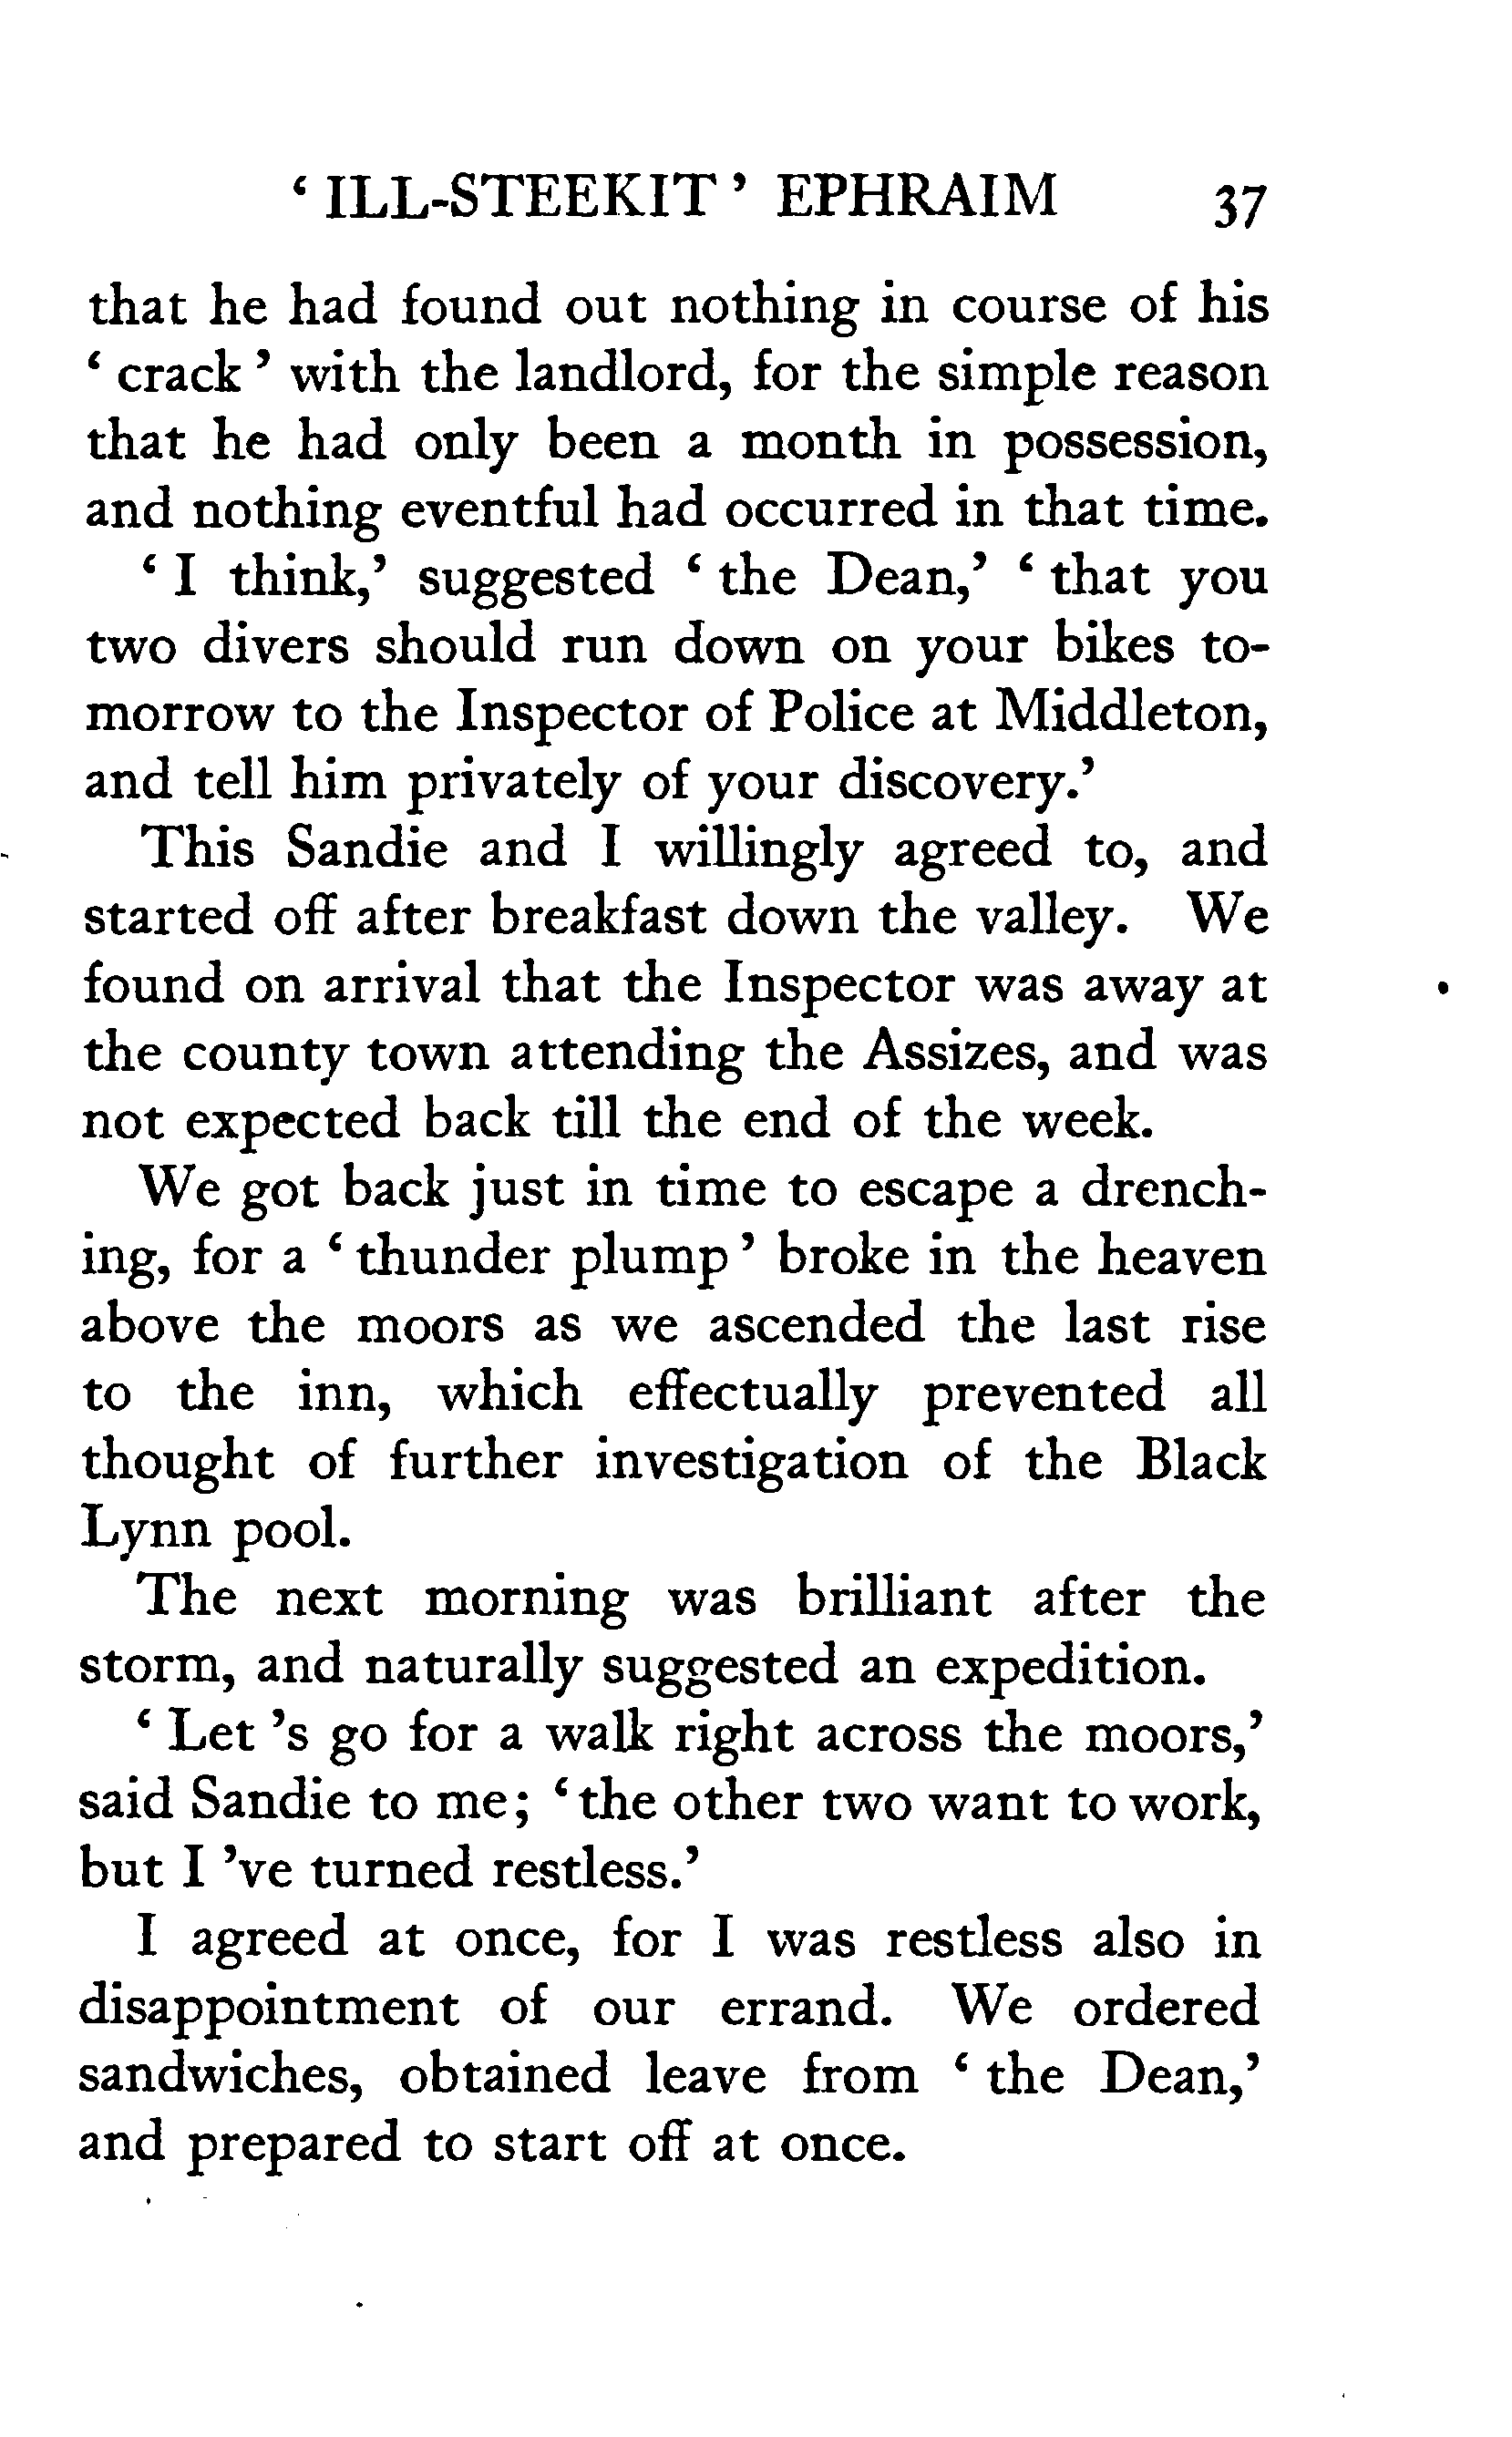 ‘ ILL-STEEKIT ’ EPHRAIM 37
that he had found out nothing in course of his
‘ crack ’ with the landlord, for the simple reason
that he had only been a month in possession,
and nothing eventful had occurred in that time.
‘ I think,’ suggested ‘ the Dean,’ ‘ that you
two divers should run down on your bikes to-
morrow to the Inspector of Police at Middleton,
and tell him privately of your discovery.’
This Sandie and I willingly agreed to, and
started off after breakfast down the valley. We
found on arrival that the Inspector was away at
the county town attending the Assizes, and was
not expected back till the end of the week.
We got back just in time to escape a drench-
ing, for a ‘ thunder plump ’ broke in the heaven
above the moors as we ascended the last rise
to the inn, which effectually prevented all
thought of further investigation of the Black
Lynn pool.
The next morning was brilliant after the
storm, and naturally suggested an expedition.
‘ Let ’s go for a walk right across the moors,’
said Sandie to me; ‘the other two want to work,
but I ’ve turned restless.’
I agreed at once, for I was restless also in
disappointment of our errand. We ordered
sandwiches, obtained leave from ‘ the Dean,’
and prepared to start off at once.